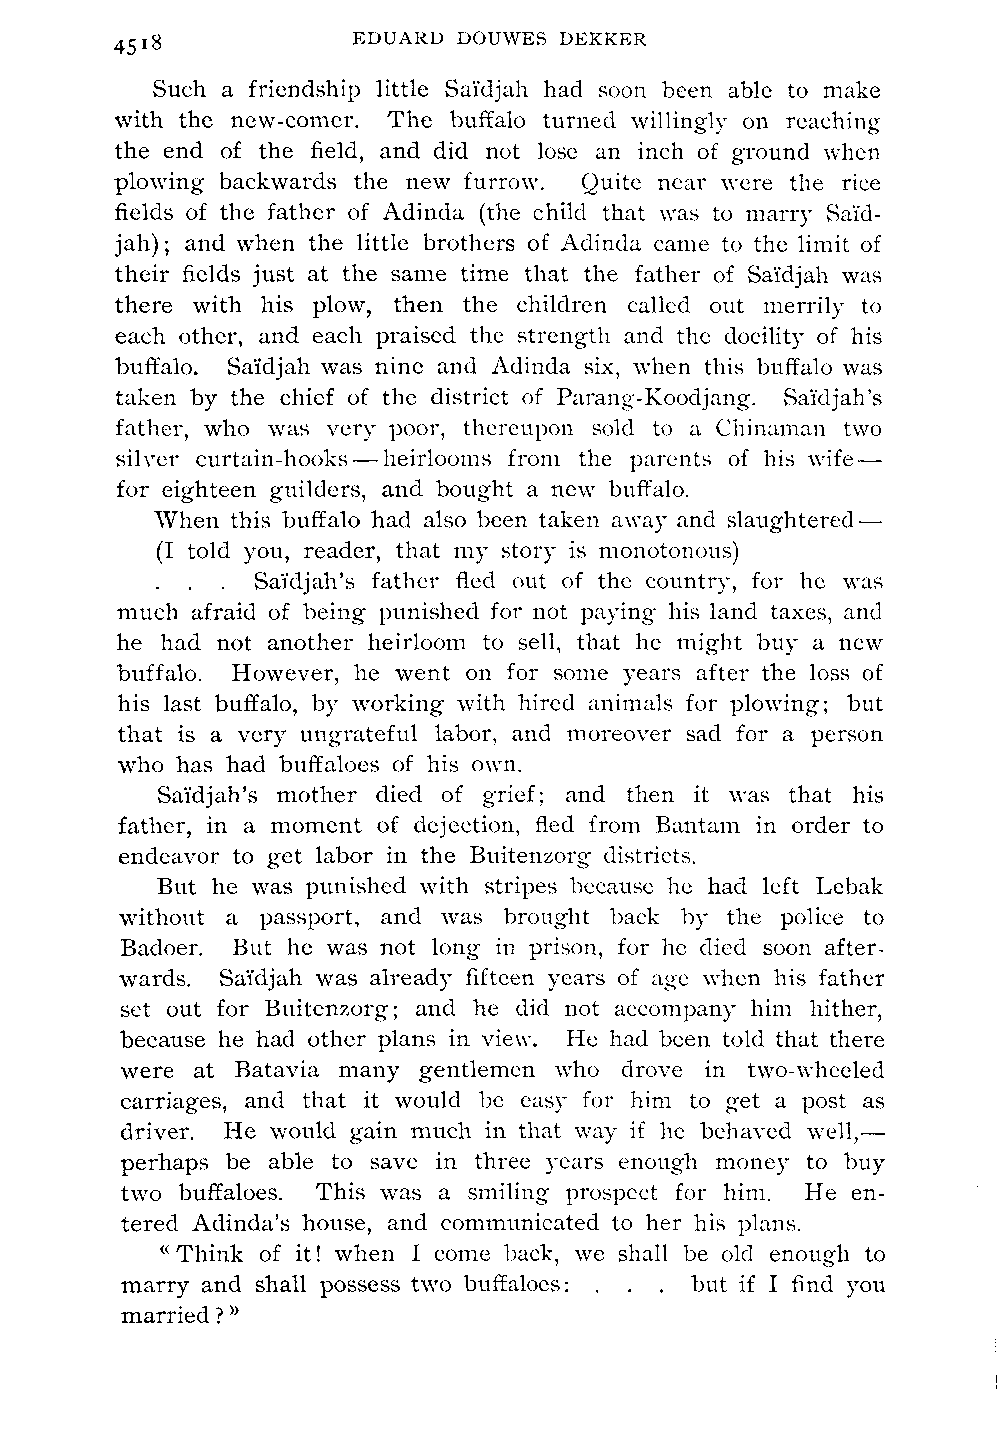 4518 EDUARD DOUWES DEKKER
Such a friendship little Saïdjah had soon been able to make
with the new-comer. The buffalo turned willingly on reaching
the end of the field, and did not lose an inch of ground when
plowing backwards the new furrow. Quite near were the rice
fields of the father of Adinda (the child that was to marry Saïd-
jah); and when the little brothers of Adinda came to the limit of
their fields just at the same time that the father of Saïdjah was
there with his plow, then the children called out merrily to
each other, and each praised the strength and the docility of his
buffalo. Saïdjah was nine and Adinda six, when this buffalo was
taken by the chief of the district of Parang-Koodjang. Saïdjah's
father, who was very poor, thereupon sold to a Chinaman two
silver curtain-hooks — heirlooms from the parents of his wife —
for eighteen guilders, and bought a new buffalo.
When this buffalo had also been taken away and slaughtered —
(I told you, reader, that my story is monotonous)
. . . Saïdjah's father fled out of the country, for he was
much afraid of being punished for not paying his land taxes, and
he had not another heirloom to sell, that he might buy a new
buffalo. However, he went on for some years after the loss of
his last buffalo, by working with hired animals for plowing; but
that is a very ungrateful labor, and moreover sad for a person
who has had buffaloes of his own.
Saïdjah's mother died of grief; and then it was that his
father, in a moment of dejection, fled from Bantam in order to
endeavor to get labor in the Buitenzorg districts.
But he was punished with stripes because he had left Lebak
without a passport, and was brought back by the police to
Badoer. But he was not long in prison, for he died soon after-
wards. Saïdjah was already fifteen years of age when his father
set out for Buitenzorg; and he did not accompany him hither,
because he had other plans in view. He had been told that there
were at Batavia many gentlemen who drove in two-wheeled
carriages, and that it would be easy for him to get a post as
driver. He would gain much in that way if he behaved well,—
perhaps be able to save in three years enough money to buy
two buffaloes. This was a smiling prospect for him. He en-
tered Adinda's house, and communicated to her his plans.
«Think of it! when I come back, we shall be old enough to
marry and shall possess two buffaloes: . . . but if I find you
married?»